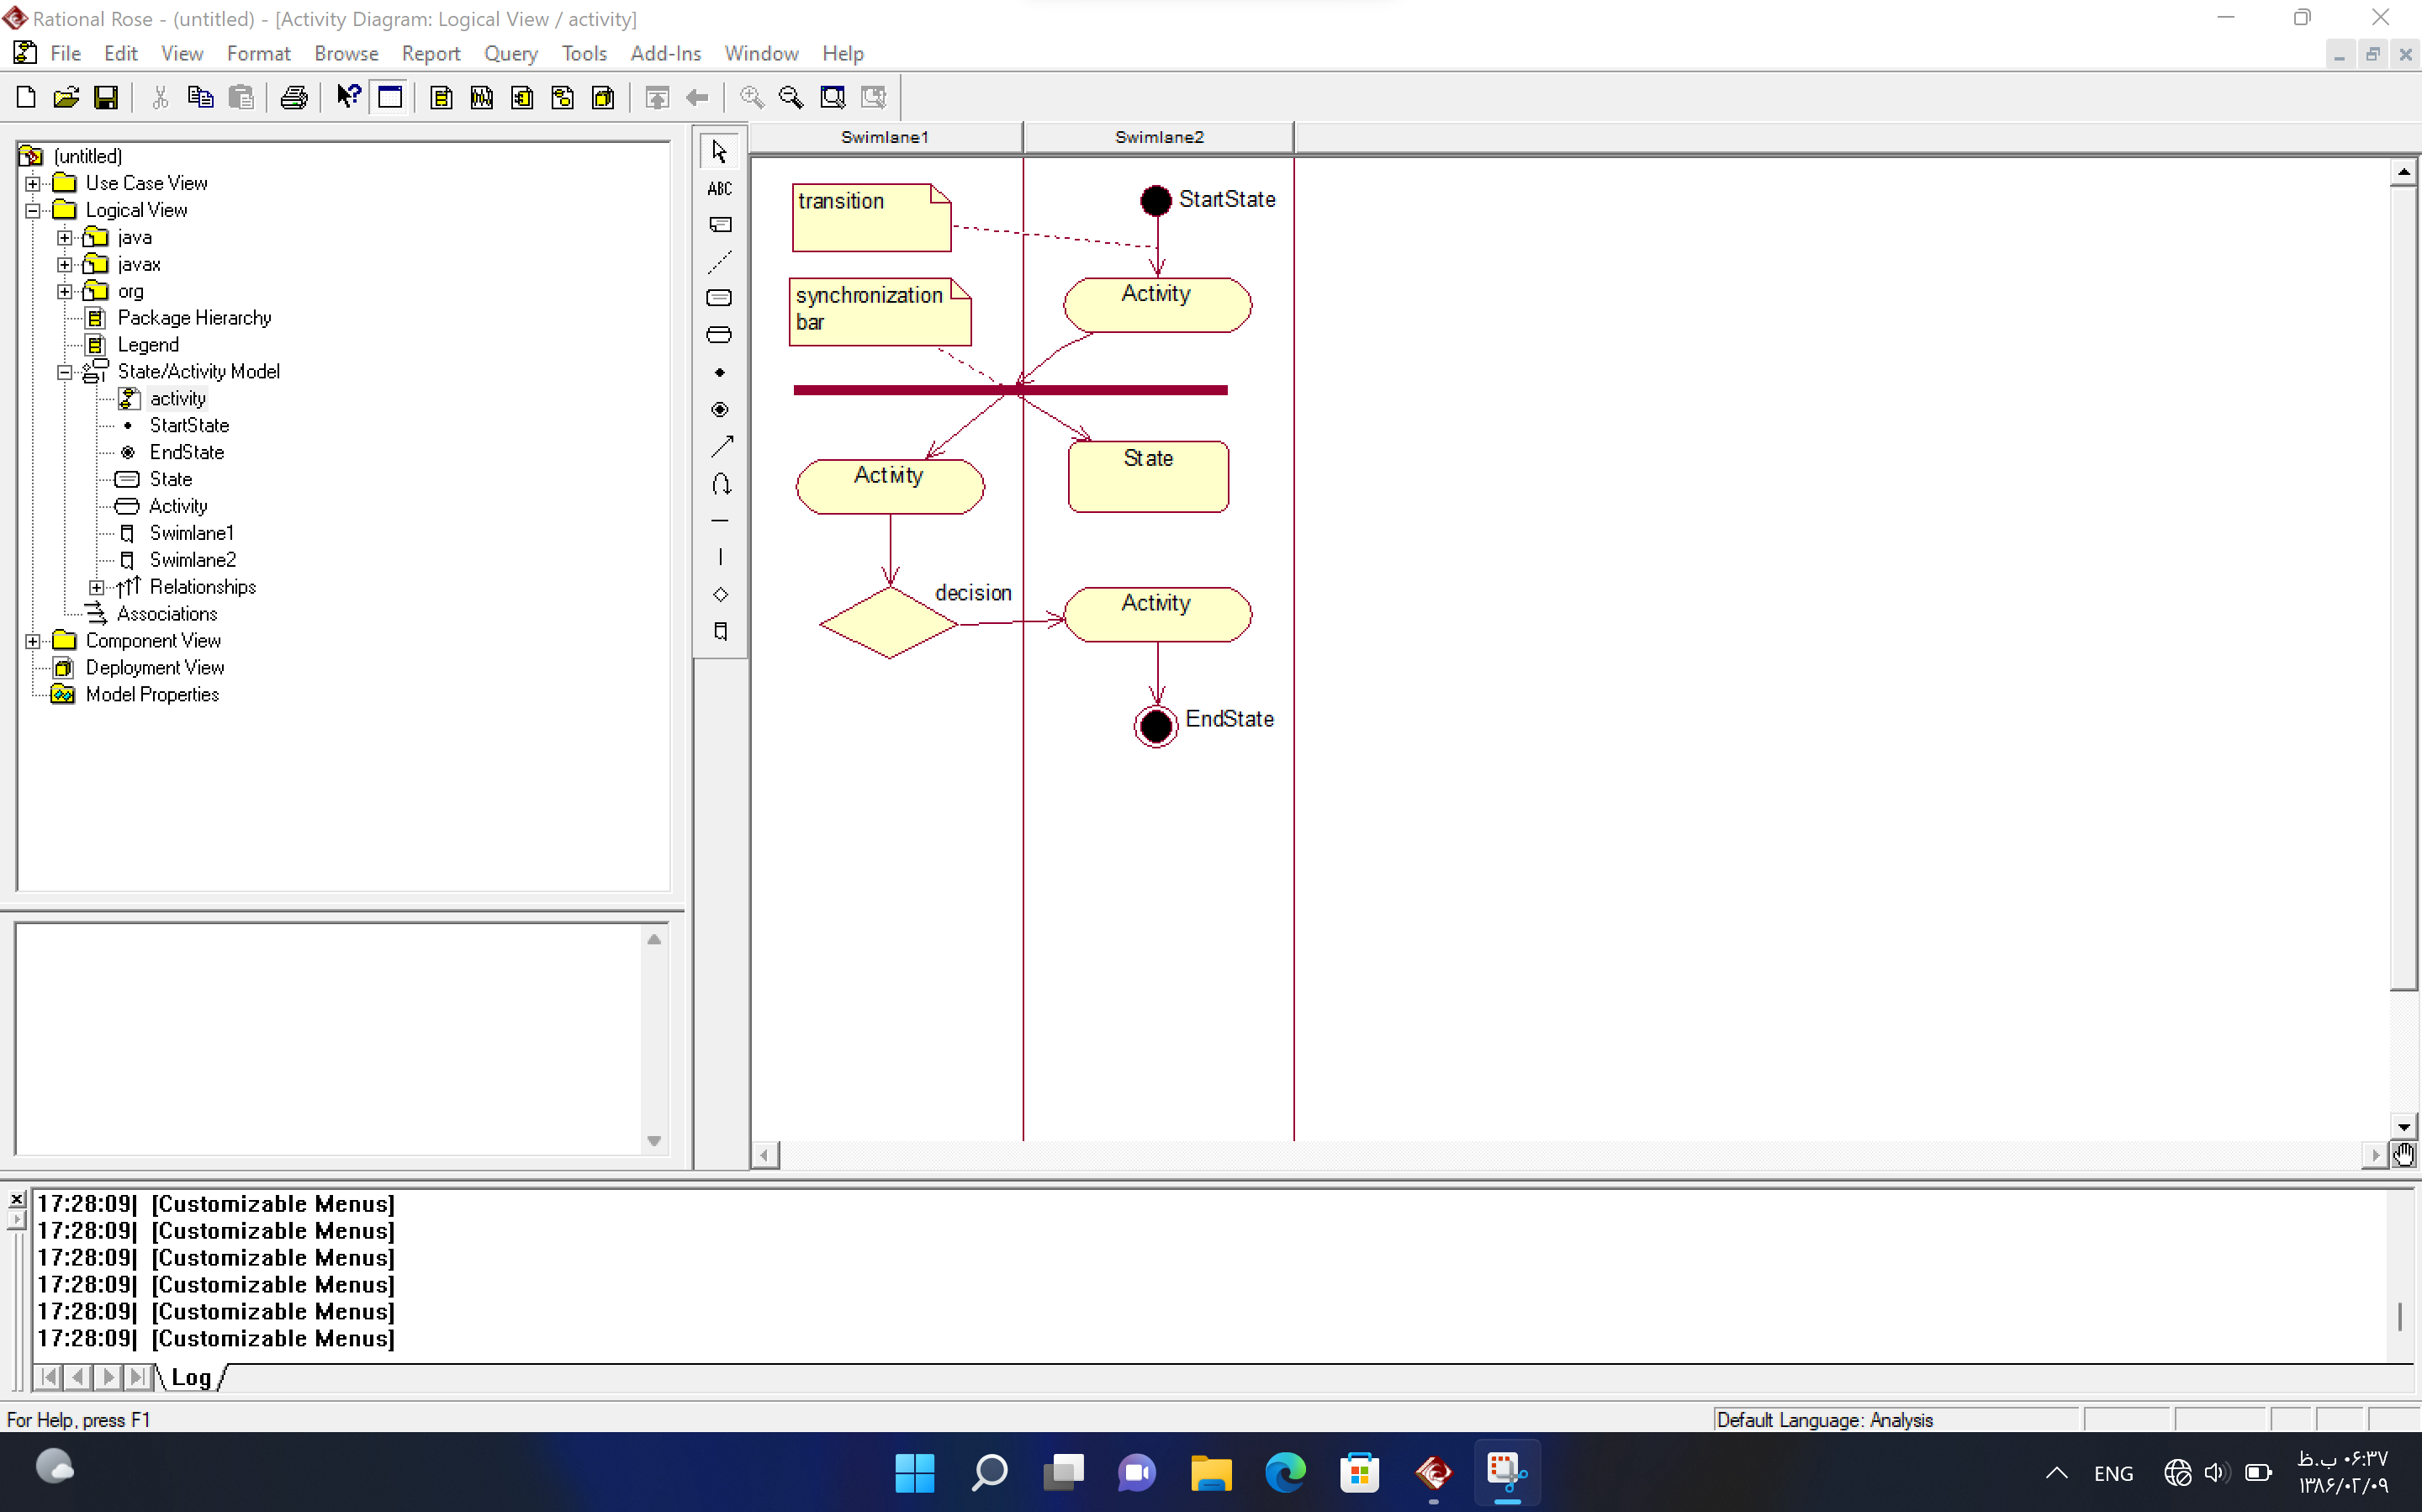 Rational Rose - (untitled) - [Activity Diagram: Logical View / activity]
File Edit View Format Browse Report Query Tools Add-Ins Window Help
(untitled)
Use Case View
Logical View
java
javax
org
Package Hierarchy
Legend
State/Activity Model
activity
StartState
EndState
State
Activity
Swimlane1
Swimlane2
Relationships
Associations
Component View
Deployment View
Model Properties
ABC
Swimlane1 Swimlane2
transition
StartState
synchronization
bar
Activity
Activity
State
decision
Activity
EndState
17:28:09| [Customizable Menus]
17:28:09| [Customizable Menus]
17:28:09| [Customizable Menus]
17:28:09| [Customizable Menus]
17:28:09| [Customizable Menus]
17:28:09| [Customizable Menus]
Log
For Help, press F1
Default Language: Analysis
ENG
۰۶:۳۷ ب.ظ
۱۳۸۶/۰۲/۰۹